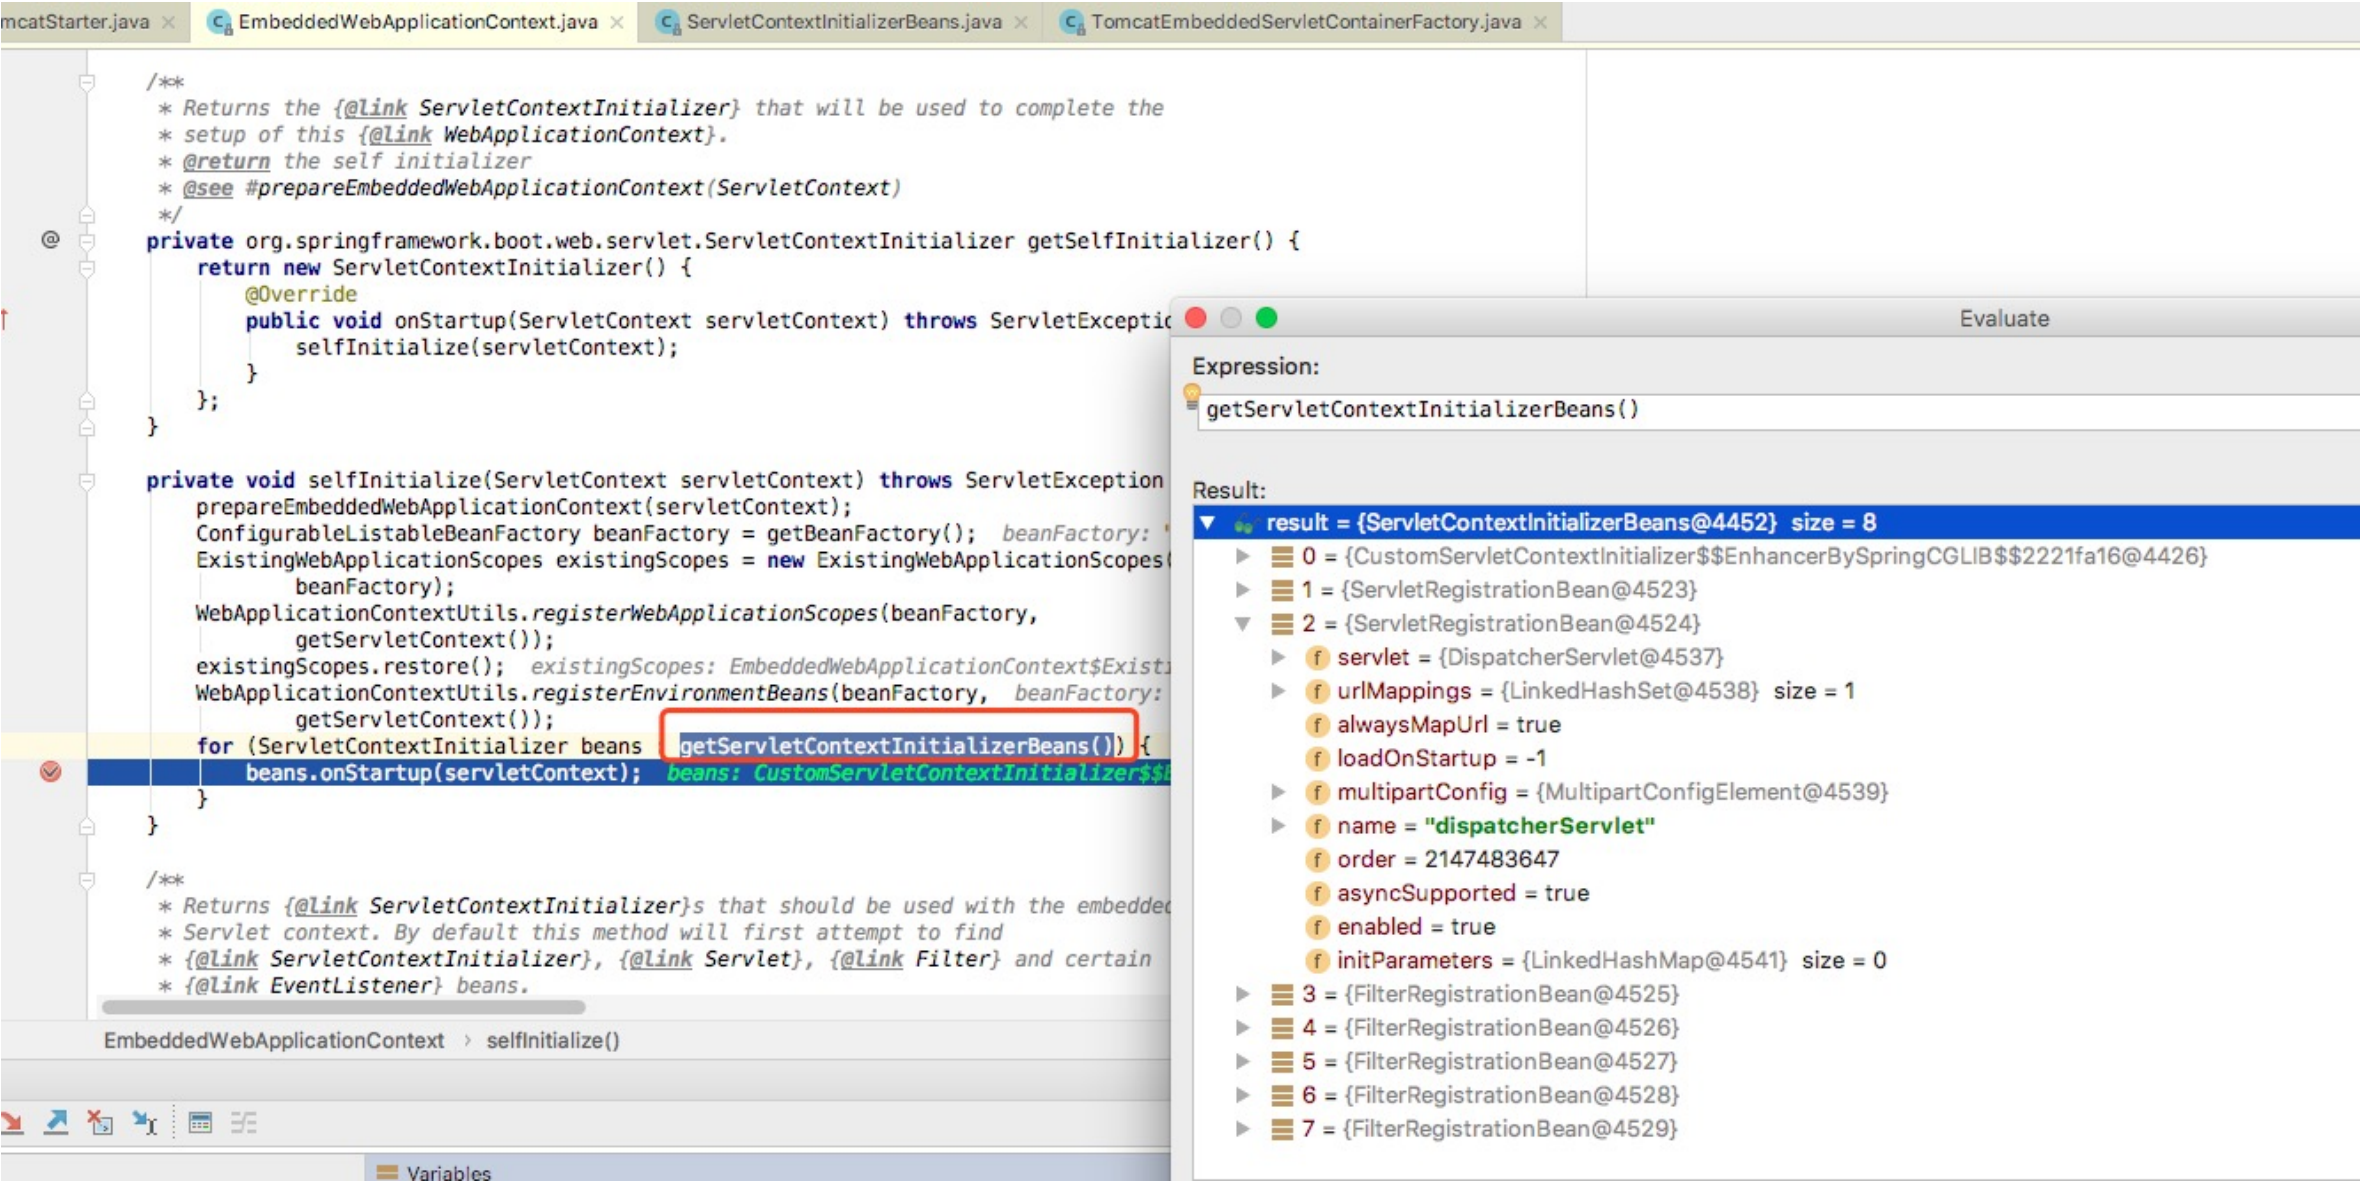 mcatStarter.java × EmbeddedWebApplicationContext.java × ServletContextInitializerBeans.java × TomcatEmbeddedServletContainerFactory.java ×
/**
* Returns the {@link ServletContextInitializer} that will be used to complete the
* setup of this {@link WebApplicationContext}.
* @return the self initializer
* @see #prepareEmbeddedWebApplicationContext(ServletContext)
*/
@ private org.springframework.boot.web.servlet.ServletContextInitializer getSelfInitializer() {
return new ServletContextInitializer() {
@Override
public void onStartup(ServletContext servletContext) throws ServletExceptio
selfInitialize(servletContext);
}
};
}
private void selfInitialize(ServletContext servletContext) throws ServletException
prepareEmbeddedWebApplicationContext(servletContext);
ConfigurableListableBeanFactory beanFactory = getBeanFactory(); beanFactory: "
ExistingWebApplicationScopes existingScopes = new ExistingWebApplicationScopes(
beanFactory);
WebApplicationContextUtils.registerWebApplicationScopes(beanFactory,
getServletContext());
existingScopes.restore(); existingScopes: EmbeddedWebApplicationContext$Existi
WebApplicationContextUtils.registerEnvironmentBeans(beanFactory, beanFactory:
getServletContext());
for (ServletContextInitializer beans getServletContextInitializerBeans()) {
beans.onStartup(servletContext); beans: CustomServletContextInitializer$$E
}
}
/**
* Returns {@link ServletContextInitializer}s that should be used with the embedded
* Servlet context. By default this method will first attempt to find
* {@link ServletContextInitializer}, {@link Servlet}, {@link Filter} and certain
* {@link EventListener} beans.
EmbeddedWebApplicationContext › selfInitialize()
Variables
Evaluate
Expression:
getServletContextInitializerBeans()
Result:
result = {ServletContextInitializerBeans@4452} size = 8
0 = {CustomServletContextInitializer$$EnhancerBySpringCGLIB$$2221fa16@4426}
1 = {ServletRegistrationBean@4523}
2 = {ServletRegistrationBean@4524}
f servlet = {DispatcherServlet@4537}
f urlMappings = {LinkedHashSet@4538} size = 1
f alwaysMapUrl = true
f loadOnStartup = -1
f multipartConfig = {MultipartConfigElement@4539}
f name = "dispatcherServlet"
f order = 2147483647
f asyncSupported = true
f enabled = true
f initParameters = {LinkedHashMap@4541} size = 0
3 = {FilterRegistrationBean@4525}
4 = {FilterRegistrationBean@4526}
5 = {FilterRegistrationBean@4527}
6 = {FilterRegistrationBean@4528}
7 = {FilterRegistrationBean@4529}